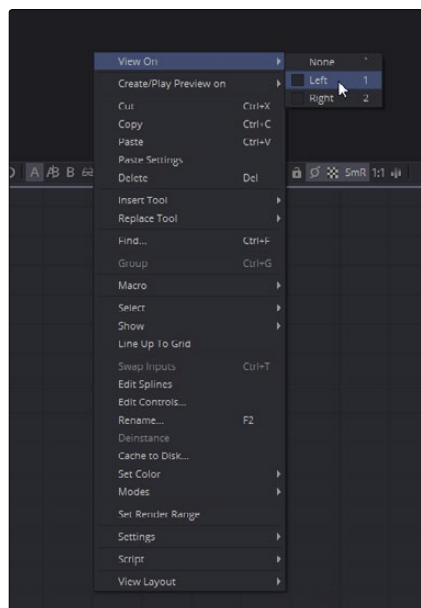 View On
None `
Left 1
Right 2
Create/Play Preview on
Cut Ctrl+X
Copy Ctrl+C
Paste Ctrl+V
Paste Settings
Delete Del
A A/B B
SmR 1:1
Insert Tool
Replace Tool
Find... Ctrl+F
Group Ctrl+G
Macro
Select
Show
Line Up To Grid
Swap Inputs Ctrl+T
Edit Splines
Edit Controls...
Rename... F2
Deinstance
Cache to Disk...
Set Color
Modes
Set Render Range
Settings
Script
View Layout